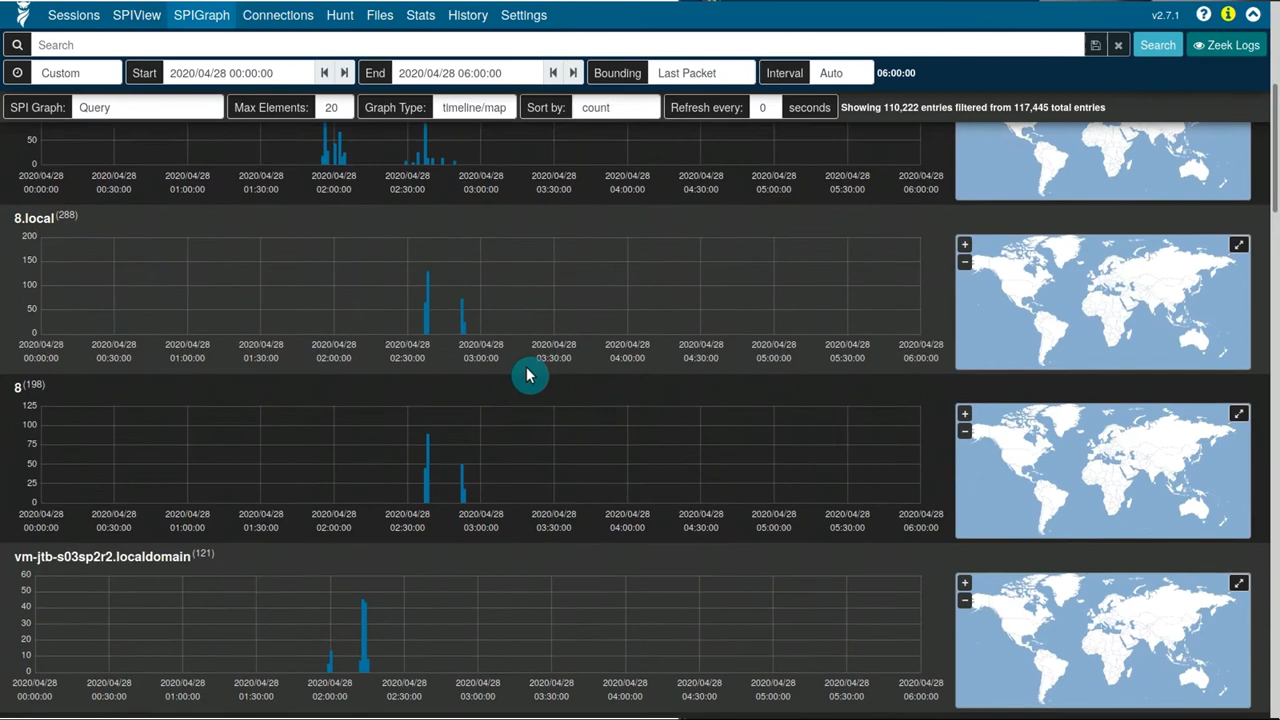 Sessions SPIView SPIGraph Connections Hunt Files Stats History Settings v2.7.1 ? i
Search Search Zeek Logs
Custom Start 2020/04/28 00:00:00 End 2020/04/28 06:00:00 Bounding Last Packet Interval Auto 06:00:00
SPI Graph: Query Max Elements: 20 Graph Type: timeline/map Sort by: count Refresh every: 0 seconds Showing 110,222 entries filtered from 117,445 total entries
50
0
2020/04/28 2020/04/28 2020/04/28 2020/04/28 2020/04/28 2020/04/28 2020/04/28 2020/04/28 2020/04/28 2020/04/28 2020/04/28 2020/04/28 2020/04/28
00:00:00 00:30:00 01:00:00 01:30:00 02:00:00 02:30:00 03:00:00 03:30:00 04:00:00 04:30:00 05:00:00 05:30:00 06:00:00
8.local (288)
200
150
100
50
0
2020/04/28 2020/04/28 2020/04/28 2020/04/28 2020/04/28 2020/04/28 2020/04/28 2020/04/28 2020/04/28 2020/04/28 2020/04/28 2020/04/28 2020/04/28
00:00:00 00:30:00 01:00:00 01:30:00 02:00:00 02:30:00 03:00:00 03:30:00 04:00:00 04:30:00 05:00:00 05:30:00 06:00:00
+
−
8 (198)
125
100
75
50
25
0
2020/04/28 2020/04/28 2020/04/28 2020/04/28 2020/04/28 2020/04/28 2020/04/28 2020/04/28 2020/04/28 2020/04/28 2020/04/28 2020/04/28 2020/04/28
00:00:00 00:30:00 01:00:00 01:30:00 02:00:00 02:30:00 03:00:00 03:30:00 04:00:00 04:30:00 05:00:00 05:30:00 06:00:00
+
−
vm-jtb-s03sp2r2.localdomain (121)
60
50
40
30
20
10
0
2020/04/28 2020/04/28 2020/04/28 2020/04/28 2020/04/28 2020/04/28 2020/04/28 2020/04/28 2020/04/28 2020/04/28 2020/04/28 2020/04/28 2020/04/28
00:00:00 00:30:00 01:00:00 01:30:00 02:00:00 02:30:00 03:00:00 03:30:00 04:00:00 04:30:00 05:00:00 05:30:00 06:00:00
+
−